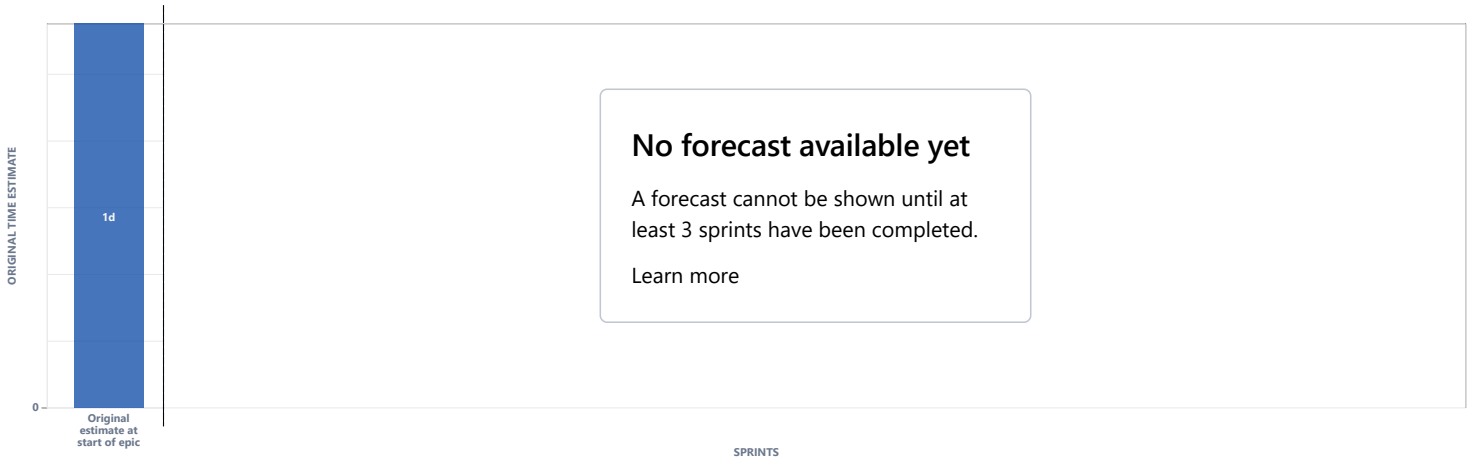 ORIGINAL TIME ESTIMATE
1d
0
Original
estimate at
start of epic
No forecast available yet
A forecast cannot be shown until at
least 3 sprints have been completed.
Learn more
SPRINTS